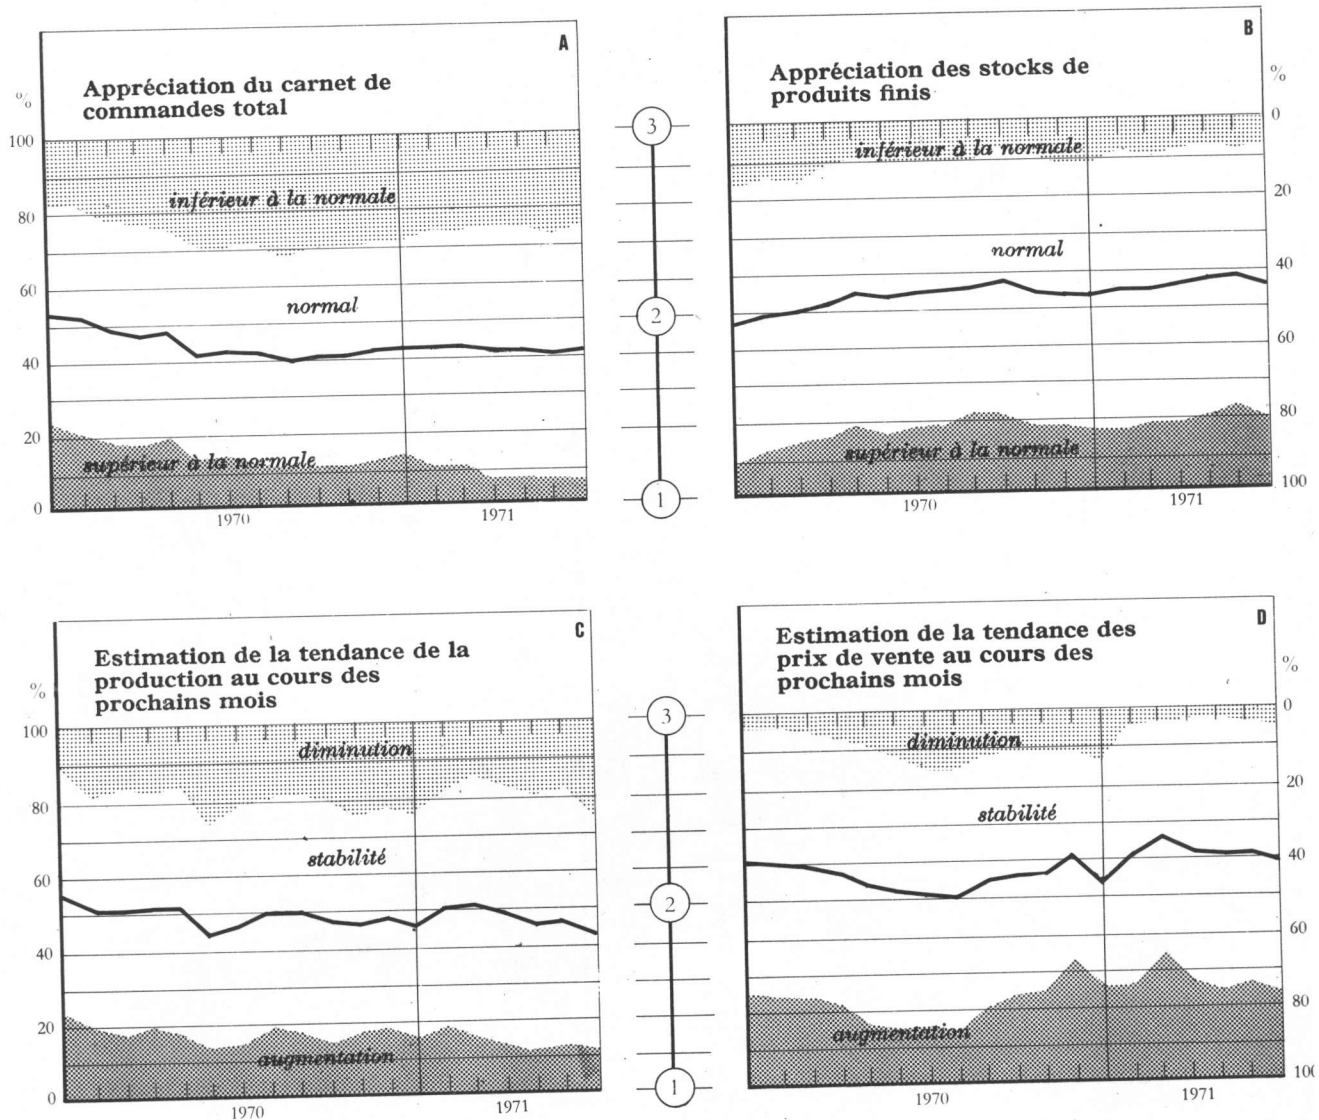 A
Appréciation du carnet de
commandes total
%
100
80
60
40
20
0
inférieur à la normale
normal
supérieur à la normale
1970
1971
3
2
1
B
Appréciation des stocks de
produits finis
%
0
20
40
60
80
100
inférieur à la normale
normal
supérieur à la normale
1970
1971
C
Estimation de la tendance de la
production au cours des
prochains mois
%
100
80
60
40
20
0
diminution
stabilité
augmentation
1970
1971
3
2
1
D
Estimation de la tendance des
prix de vente au cours des
prochains mois
%
0
20
40
60
80
100
diminution
stabilité
augmentation
1970
1971